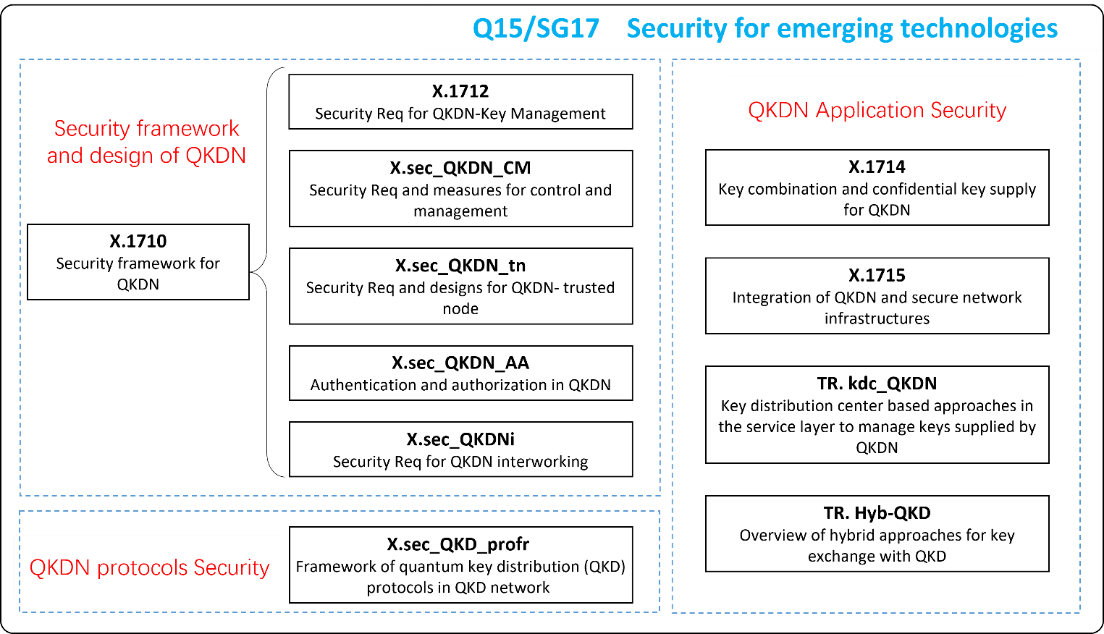 Q15/SG17 Security for emerging technologies
Security framework
and design of QKDN
X.1710
Security framework for
QKDN
X.1712
Security Req for QKDN-Key Management
X.sec_QKDN_CM
Security Req and measures for control and
management
X.sec_QKDN_tn
Security Req and designs for QKDN- trusted
node
X.sec_QKDN_AA
Authentication and authorization in QKDN
X.sec_QKDNi
Security Req for QKDN interworking
QKDN protocols Security
X.sec_QKD_profr
Framework of quantum key distribution (QKD)
protocols in QKD network
QKDN Application Security
X.1714
Key combination and confidential key supply
for QKDN
X.1715
Integration of QKDN and secure network
infrastructures
TR. kdc_QKDN
Key distribution center based approaches in
the service layer to manage keys supplied by
QKDN
TR. Hyb-QKD
Overview of hybrid approaches for key
exchange with QKD